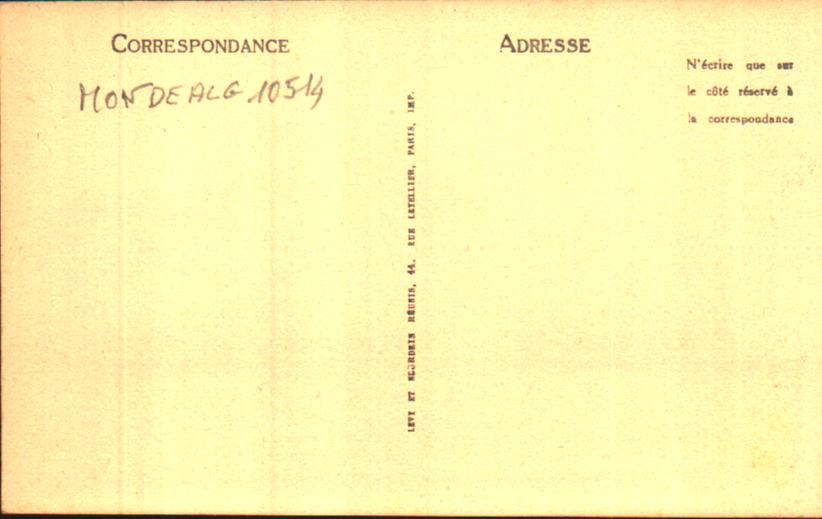 CORRESPONDANCE
MONDEALG 10514
ADRESSE
N'écrire que sur
le côté réservé à
la correspondance
LEVY ET NEURDEIN RÉUNIS, 44, RUE LETELLIER, PARIS, IMP.